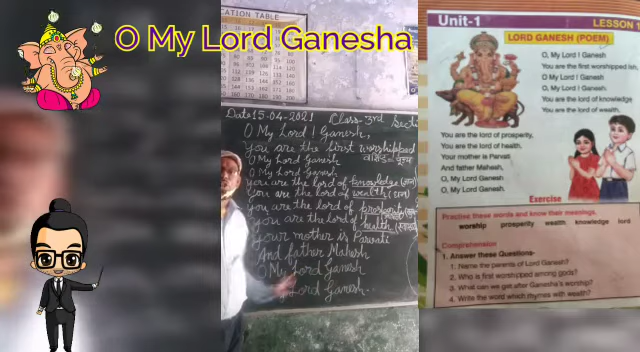 O My Lord Ganesha
CATION TABLE
Date 15-04-2021 Class-3rd Secti
O My Lord ! Ganesh,
You are the first worshipped
O My Lord Ganesh
O My Lord Ganesh
You are the lord of knowledge
You are the lord of wealth
You are the lord of
You are the lord of health
Your mother is Parvati
And father Mahesh
O My Lord Ganesh
Lord Ganesh
Unit-1 LESSON 1
LORD GANESH (POEM)
O, My Lord ! Ganesh
You are the first worshipped ish,
O My Lord ! Ganesh
O, My Lord ! Ganesh.
You are the lord of knowledge
You are the lord of wealth,
You are the lord of prosperity,
You are the lord of health,
Your mother is Parvati
And father Mahesh,
O, My Lord Ganesh
O, My Lord Ganesh.
Exercise
Practise these words and know their meanings.
worship prosperity wealth knowledge lord
Comprehension
1. Answer these Questions-
1. Name the parents of Lord Ganesh?
2. Who is first worshipped among gods?
3. What can we get after Ganesha's worship?
4. Write the word which rhymes with wealth?